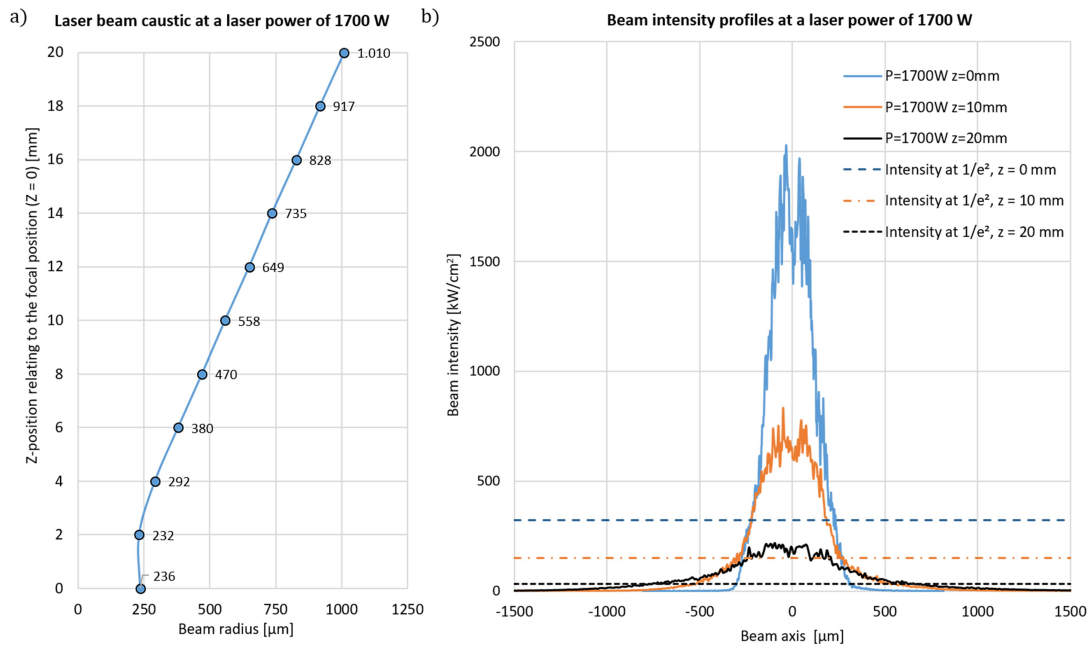 a)
Laser beam caustic at a laser power of 1700 W
Z-position relating to the focal position (Z = 0) [mm]
20
18
16
14
12
10
8
6
4
2
0
1.010
917
828
735
649
558
470
380
292
232
236
0
250
500
750
1000
1250
Beam radius [µm]
b)
Beam intensity profiles at a laser power of 1700 W
Beam intensity [kW/cm²]
2500
2000
1500
1000
500
0
P=1700W z=0mm
P=1700W z=10mm
P=1700W z=20mm
Intensity at 1/e², z = 0 mm
Intensity at 1/e², z = 10 mm
Intensity at 1/e², z = 20 mm
-1500
-1000
-500
0
500
1000
1500
Beam axis [µm]